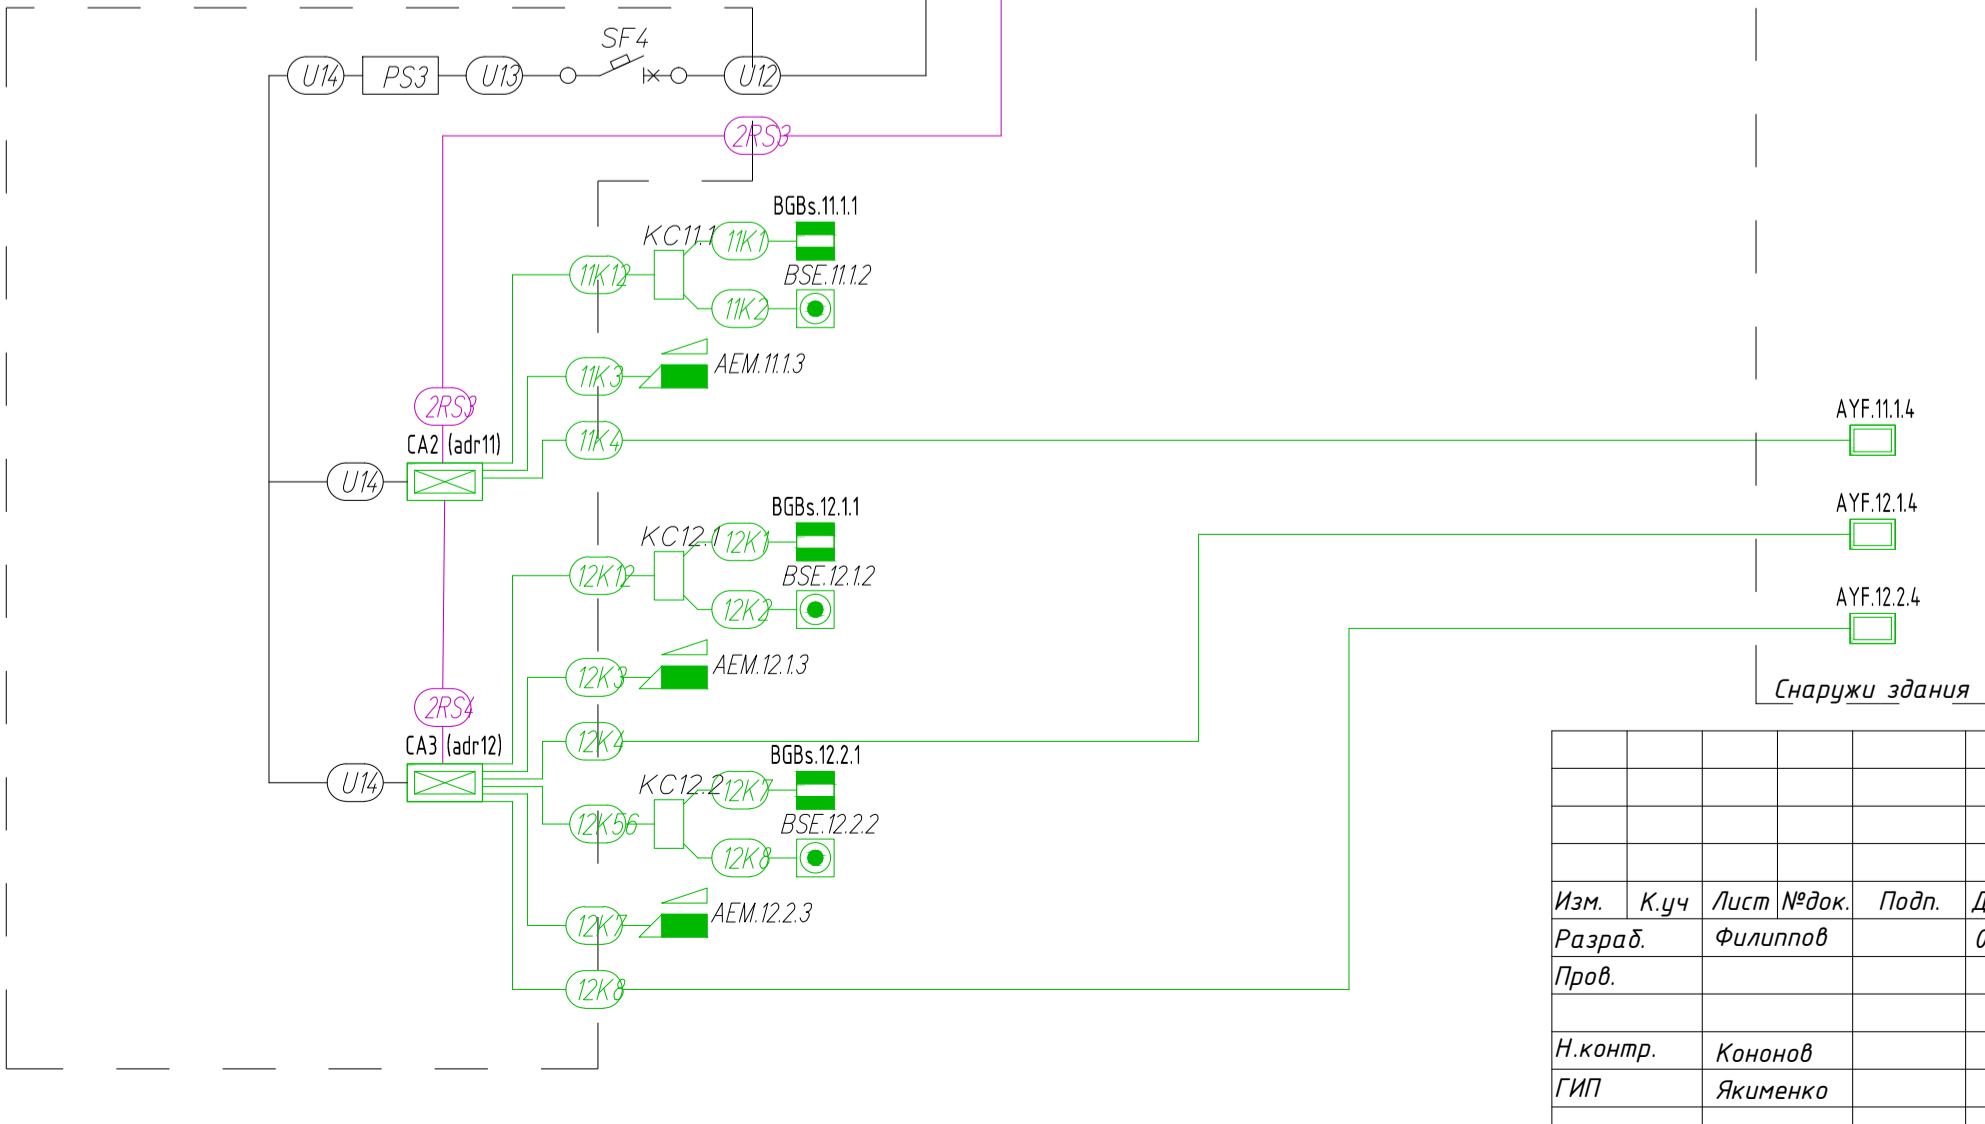 SF4
U14 PS3 U13 U12
2RS3
BGBs.11.1.1
KC11.1 11K1
11K12 BSE.11.1.2
11K2
11K3 AEM.11.1.3
2RS3 AYF.11.1.4
CA2 (adr11) 11K4
U14
BGBs.12.1.1 AYF.12.1.4
KC12.1 12K1
12K12 BSE.12.1.2
12K2 AYF.12.2.4
12K3 AEM.12.1.3
Снаружи здания
2RS4
CA3 (adr12) 12K4
BGBs.12.2.1
U14 KC12.2 12K7
12K56 BSE.12.2.2
12K8
12K7 AEM.12.2.3
12K8
Изм. К.уч Лист №док. Подп.
Разраб. Филиппов
Пров.
Н.контр. Кононов
ГИП Якименко